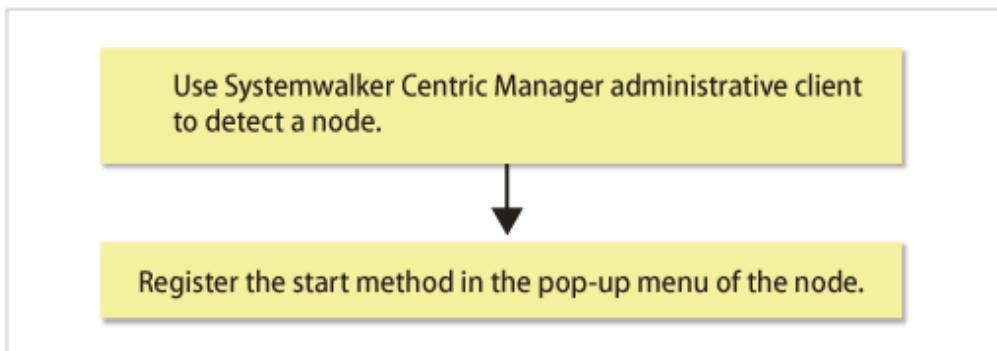 Use Systemwalker Centric Manager administrative client
to detect a node.
Register the start method in the pop-up menu of the node.